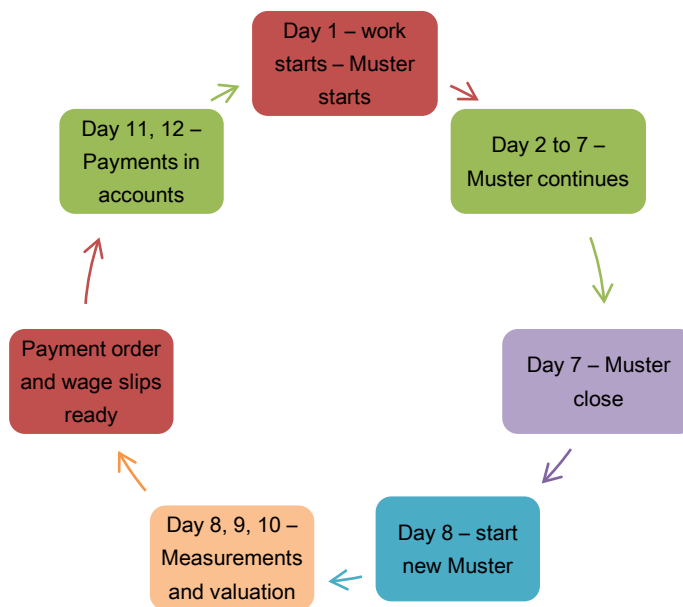 Day 1 – work
starts – Muster
starts
Day 2 to 7 –
Muster continues
Day 7 – Muster
close
Day 8 – start
new Muster
Day 8, 9, 10 –
Measurements
and valuation
Payment order
and wage slips
ready
Day 11, 12 –
Payments in
accounts